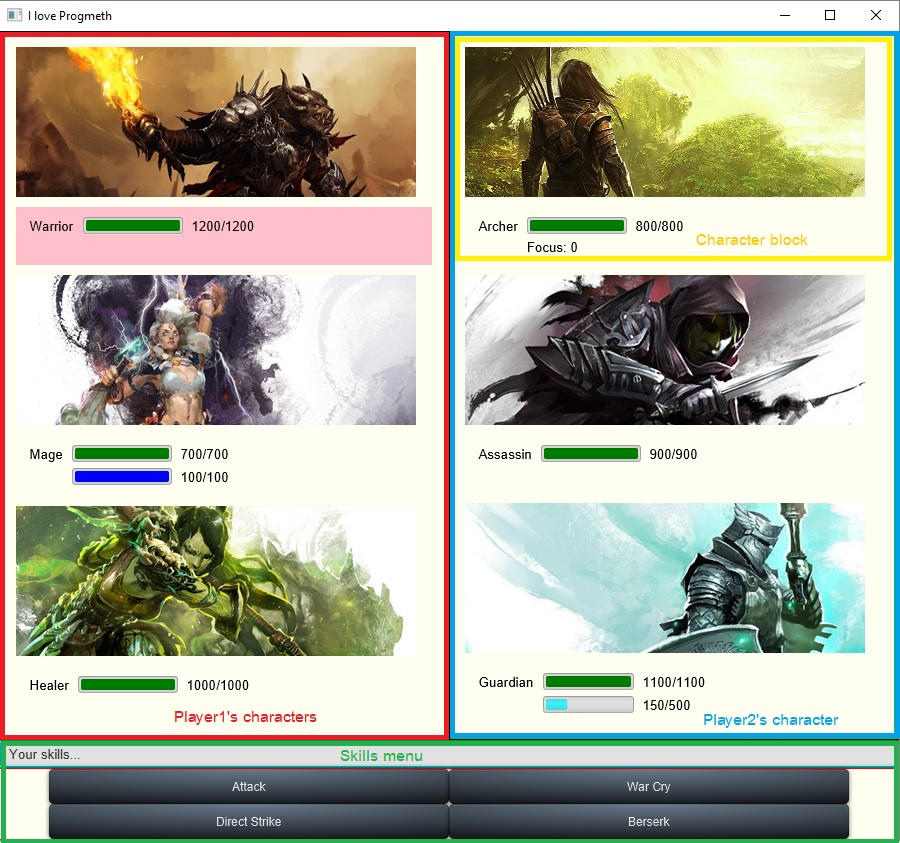 I love Progmeth
Warrior 1200/1200
Mage 700/700
100/100
Healer 1000/1000
Player1's characters
Archer 800/800
Focus: 0
Character block
Assassin 900/900
Guardian 1100/1100
150/500
Player2's character
Your skills...
Skills menu
Attack
War Cry
Direct Strike
Berserk